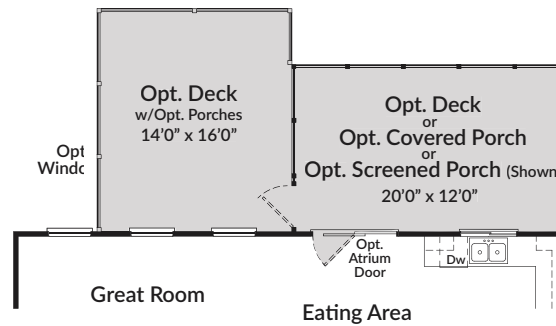 Opt. Deck
w/Opt. Porches
14’0” x 16’0”
Opt. Deck
or
Opt. Covered Porch
or
Opt. Screened Porch (Shown
20’0” x 12’0”
Opt
Windo
Opt.
Atrium
Door
Dw
Great Room
Eating Area